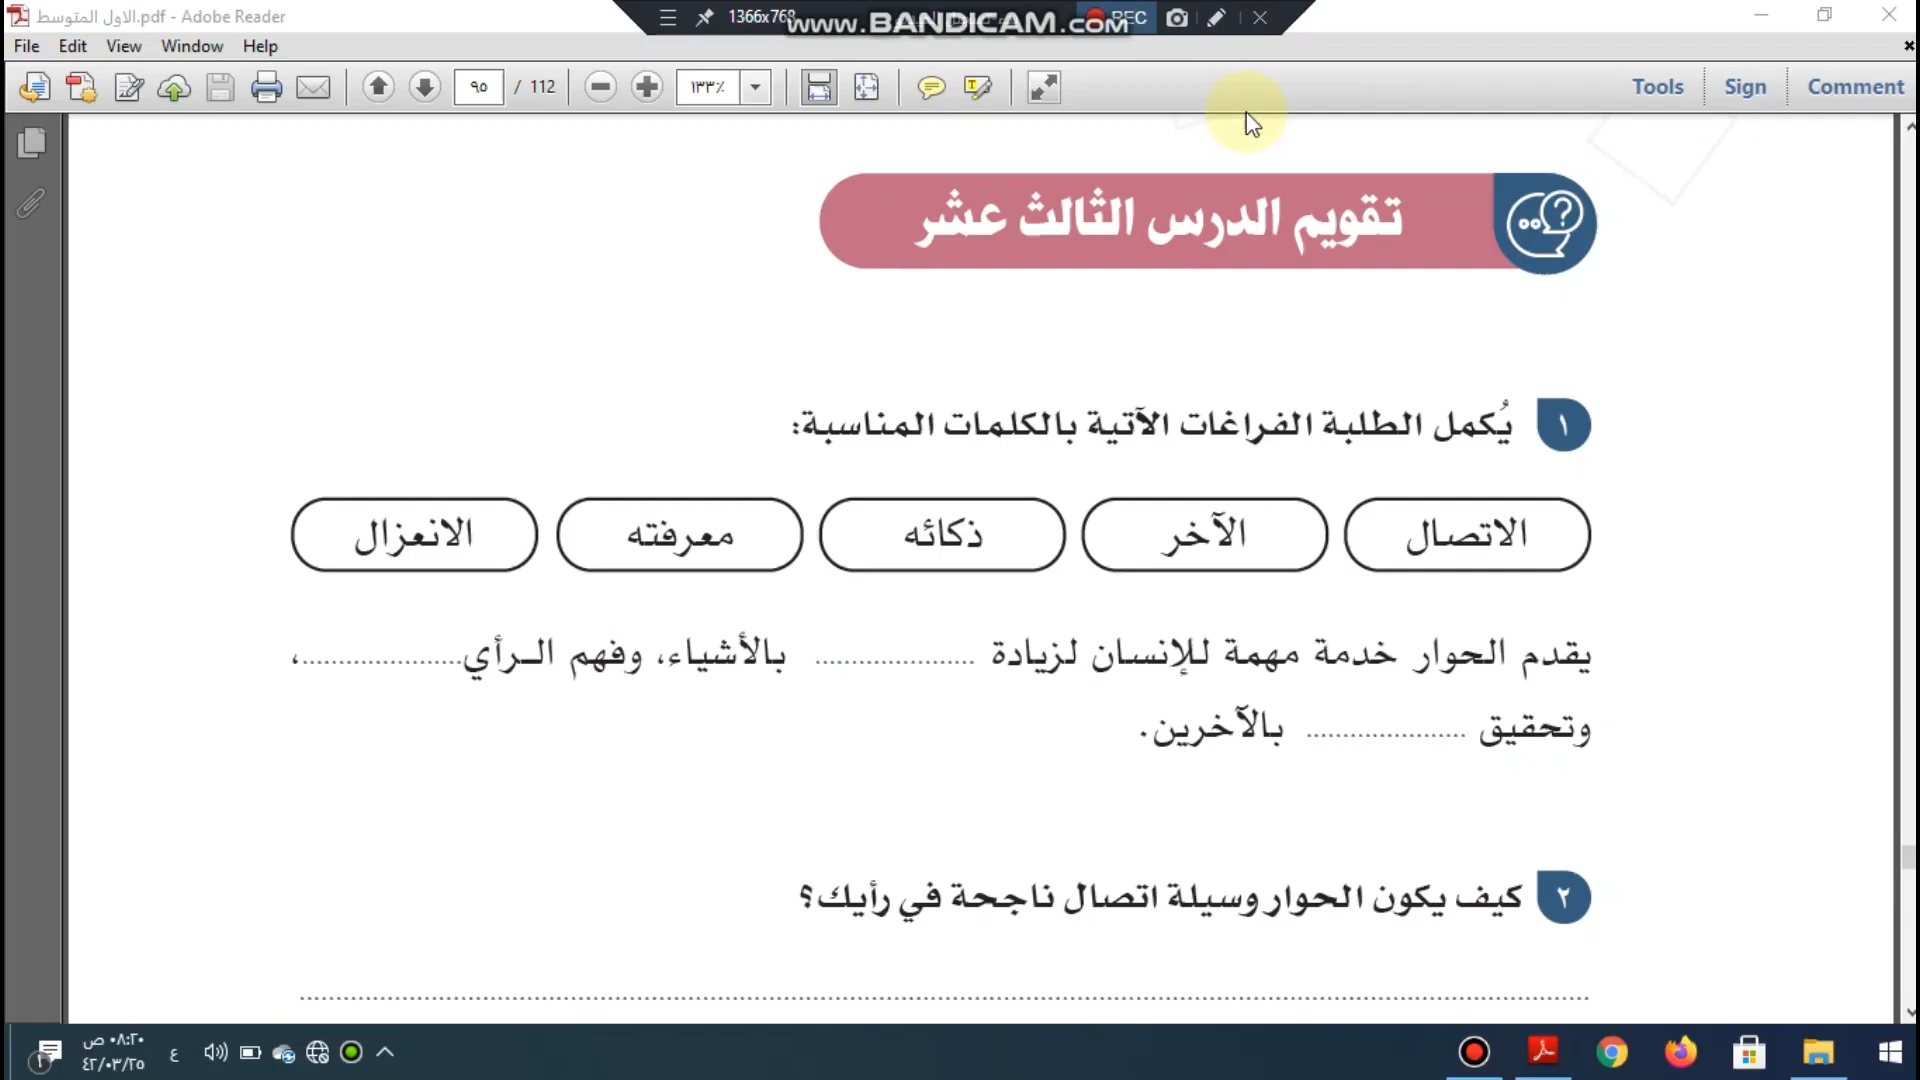 الاول المتوسط.pdf - Adobe Reader
1366x768
www.BANDICAM.com
REC
File Edit View Window Help
٩٥ / 112
١٣٣٪
Tools Sign Comment
تقويم الدرس الثالث عشر
١ يُكمل الطلبة الفراغات الآتية بالكلمات المناسبة:
الاتصال الآخر ذكائه معرفته الانعزال
يقدم الحوار خدمة مهمة للإنسان لزيادة ...................... بالأشياء، وفهم الـرأي......................،
وتحقيق ...................... بالآخرين.
٢ كيف يكون الحوار وسيلة اتصال ناجحة في رأيك؟
٠٨:٢٠ ص
٤٢/٠٣/٢٥
ع